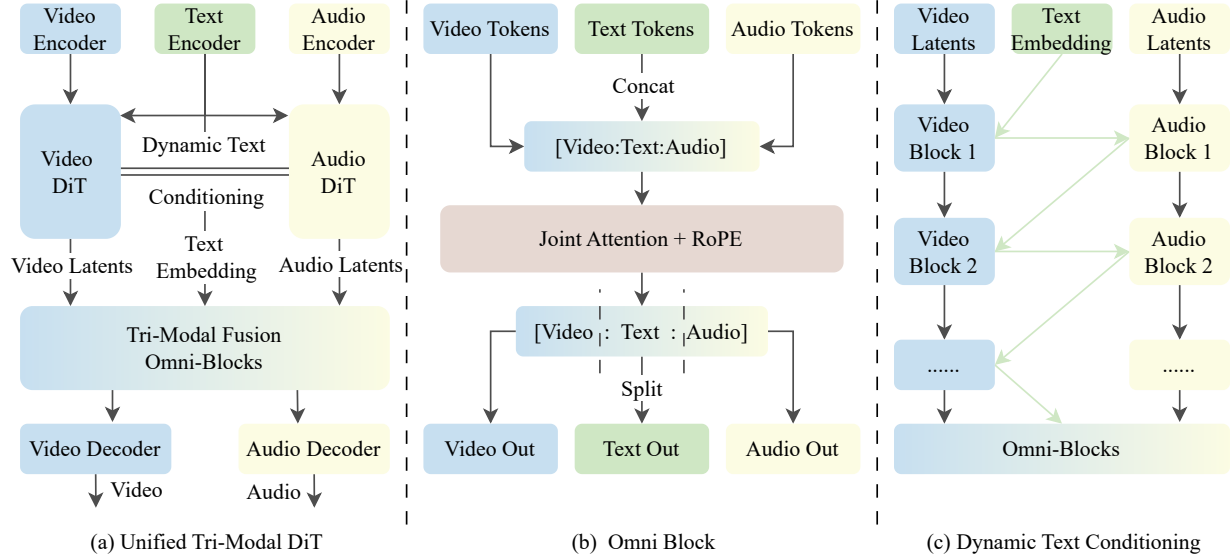 Video
Encoder
Text
Encoder
Audio
Encoder
Video
DiT
Dynamic Text
Conditioning
Audio
DiT
Video Latents
Text
Embedding
Audio Latents
Tri-Modal Fusion
Omni-Blocks
Video Decoder
Audio Decoder
Video
Audio
(a) Unified Tri-Modal DiT
Video Tokens
Text Tokens
Audio Tokens
Concat
[Video:Text:Audio]
Joint Attention + RoPE
[Video : Text : Audio]
Split
Video Out
Text Out
Audio Out
(b) Omni Block
Video
Latents
Text
Embedding
Audio
Latents
Video
Block 1
Audio
Block 1
Video
Block 2
Audio
Block 2
......
......
Omni-Blocks
(c) Dynamic Text Conditioning